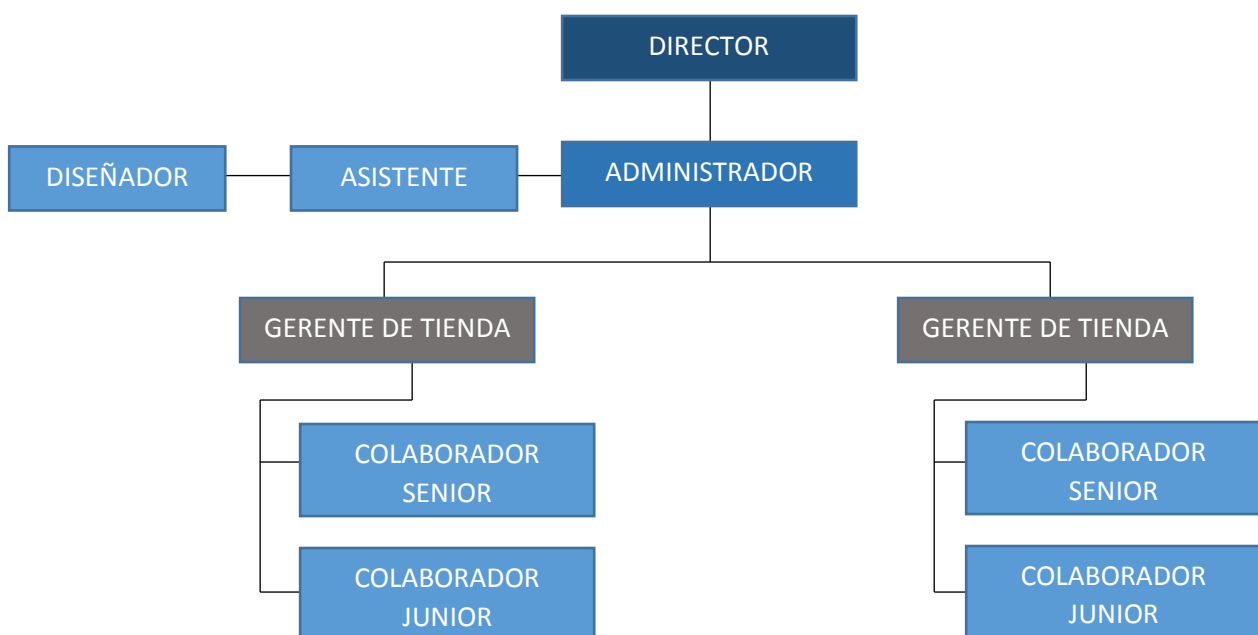 DIRECTOR
DISEÑADOR
ASISTENTE
ADMINISTRADOR
GERENTE DE TIENDA
GERENTE DE TIENDA
COLABORADOR
SENIOR
COLABORADOR
SENIOR
COLABORADOR
JUNIOR
COLABORADOR
JUNIOR